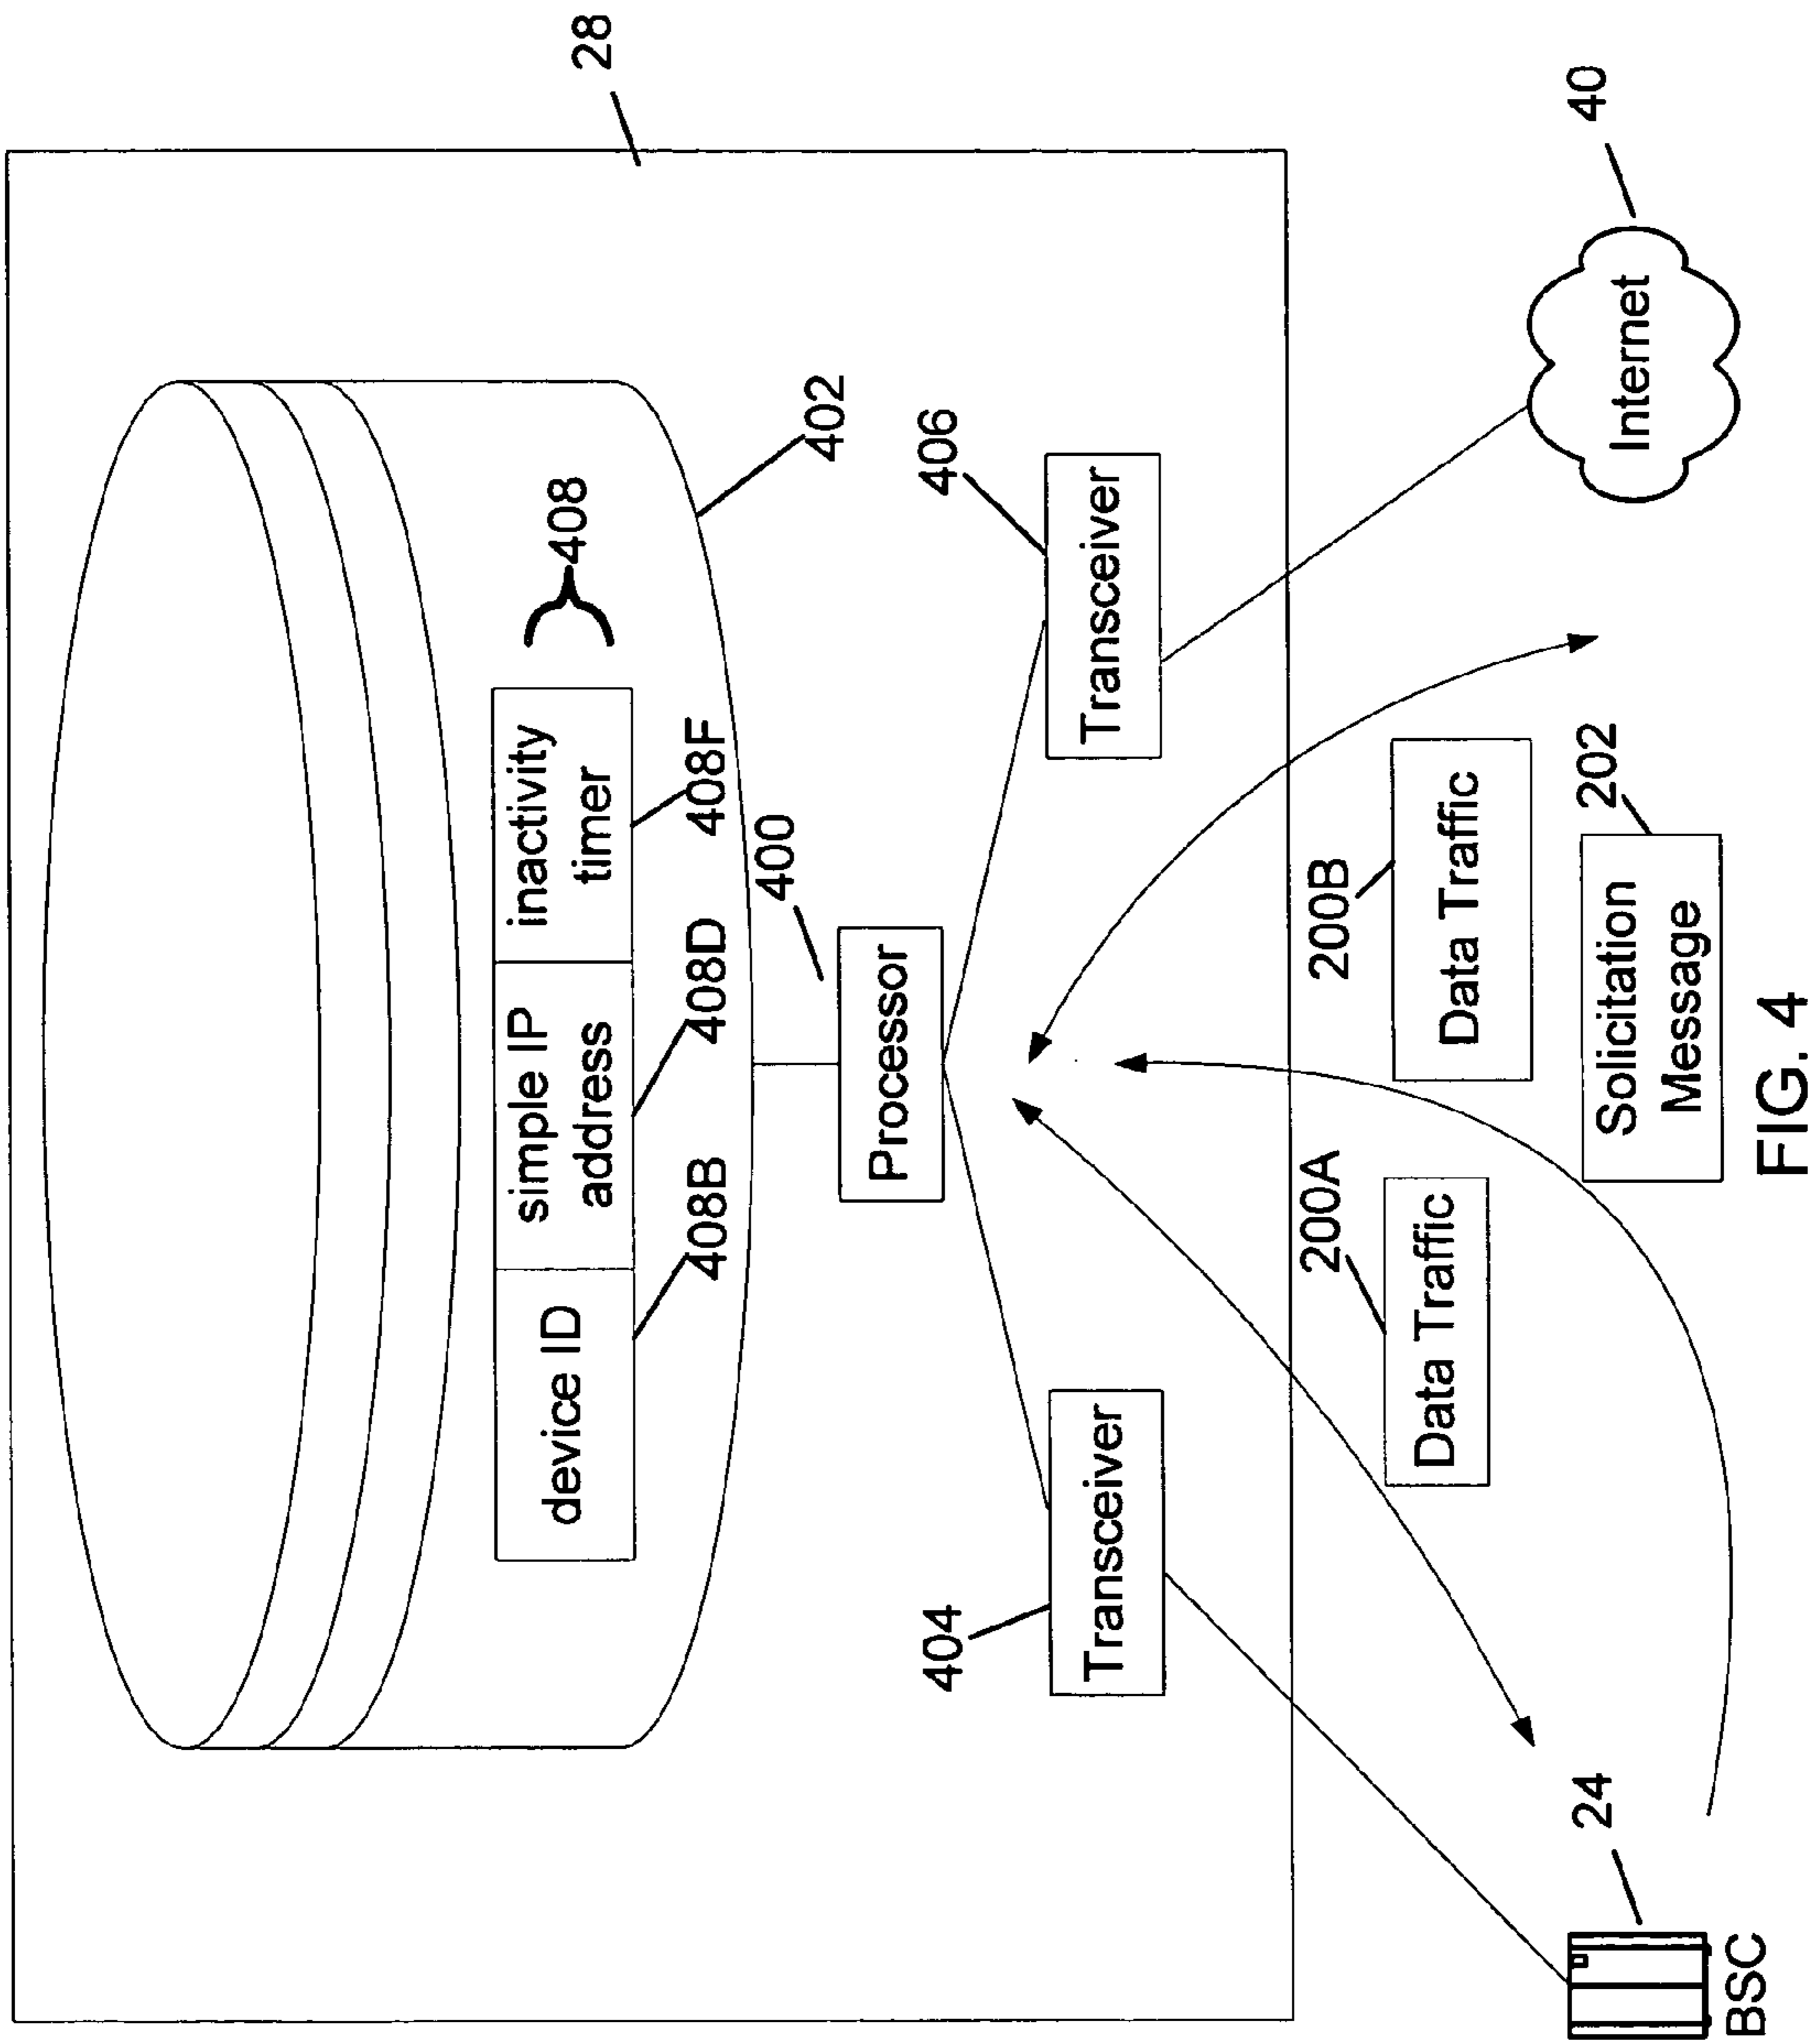 28
408
device ID
simple IP
address
inactivity
timer
408B
408D
408F
402
400
Processor
404
Transceiver
406
Transceiver
200A
Data Traffic
200B
Data Traffic
24
BSC
Solicitation
Message
202
Internet
40
FIG. 4